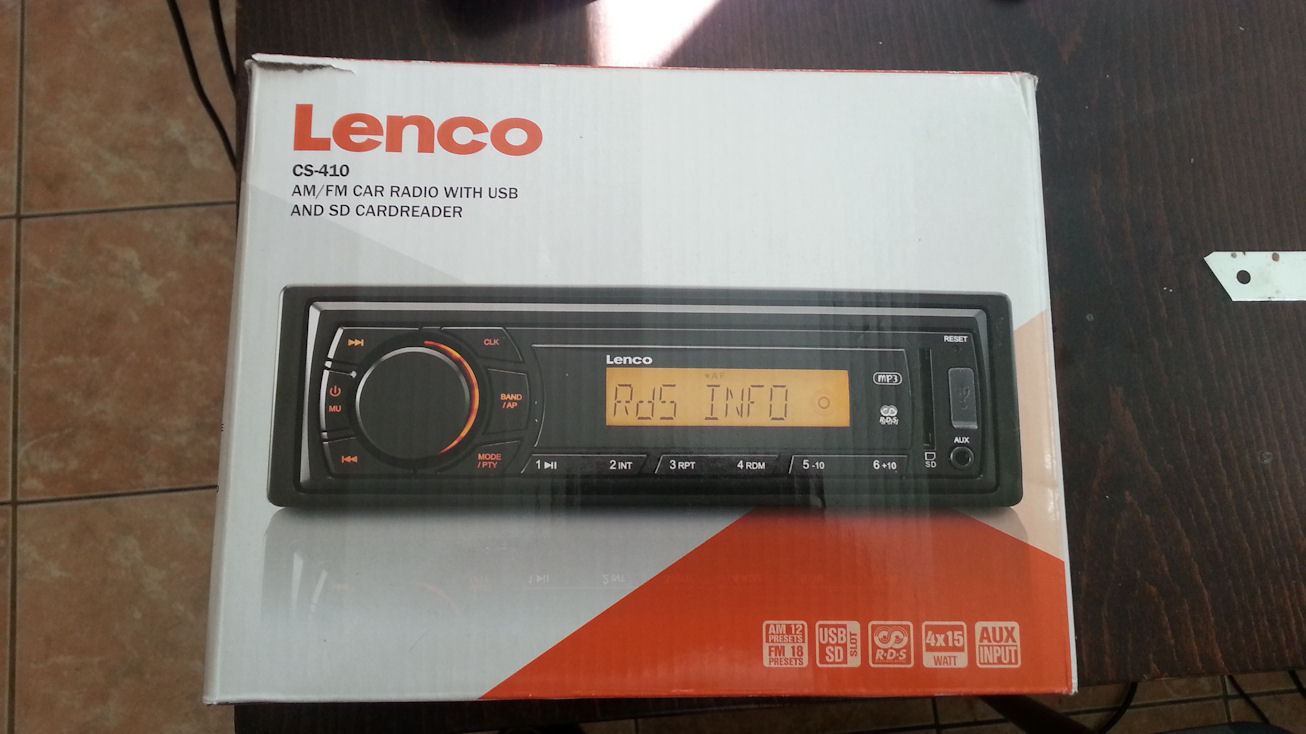 Lenco
CS-410
AM/FM CAR RADIO WITH USB
AND SD CARDREADER
CLK
RESET
Lenco
AF
RdS INFO
MP3
R•D•S
MU
BAND
/AP
AUX
MODE
/PTY
1
2 INT
3 RPT
4 RDM
5 -10
6 +10
SD
AM 12
PRESETS
FM 18
PRESETS
USB
SD
SLOT
R•D•S
4x15
WATT
AUX
INPUT